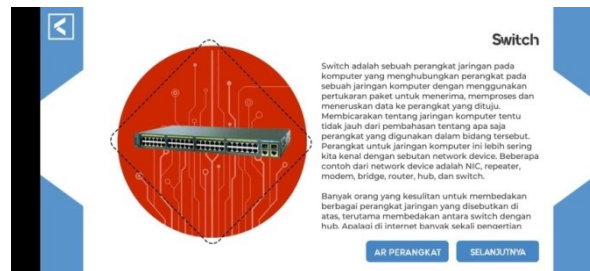 Switch
Switch adalah sebuah perangkat jaringan pada
komputer yang menghubungkan perangkat pada
sebuah jaringan komputer dengan menggunakan
pertukaran paket untuk menerima, memproses dan
meneruskan data ke perangkat yang dituju.
Membicarakan tentang jaringan komputer tentu
tidak jauh dari pembahasan tentang apa saja
perangkat yang digunakan dalam bidang tersebut.
Perangkat untuk jaringan komputer ini lebih sering
kita kenal dengan sebutan network device. Beberapa
contoh dari network device adalah NIC, repeater,
modem, bridge, router, hub, dan switch.
Banyak orang yang kesulitan untuk membedakan
berbagai perangkat jaringan yang disebutkan di
atas, terutama membedakan antara switch dengan
hub. Apalagi di internet banyak sekali pengertian
AR PERANGKAT
SELANJUTNYA